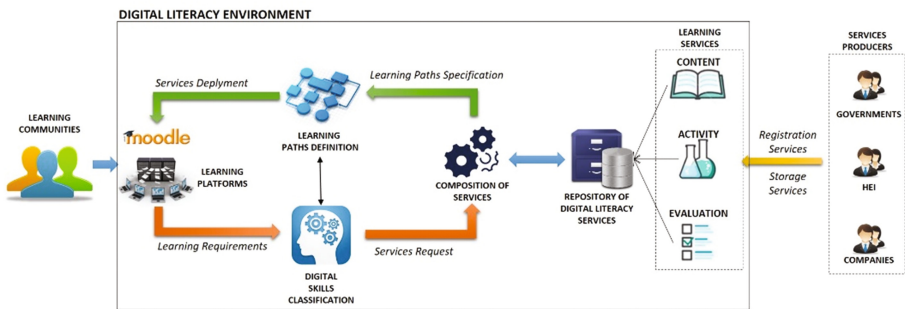 DIGITAL LITERACY ENVIRONMENT
LEARNING
COMMUNITIES
Services Deplyment
Learning Paths Specification
moodle
LEARNING
PLATFORMS
LEARNING
PATHS DEFINITION
Learning Requirements
DIGITAL
SKILLS
CLASSIFICATION
Services Request
COMPOSITION OF
SERVICES
REPOSITORY OF
DIGITAL LITERACY
SERVICES
LEARNING
SERVICES
CONTENT
ACTIVITY
EVALUATION
Registration
Services
Storage
Services
SERVICES
PRODUCERS
GOVERNMENTS
HEI
COMPANIES